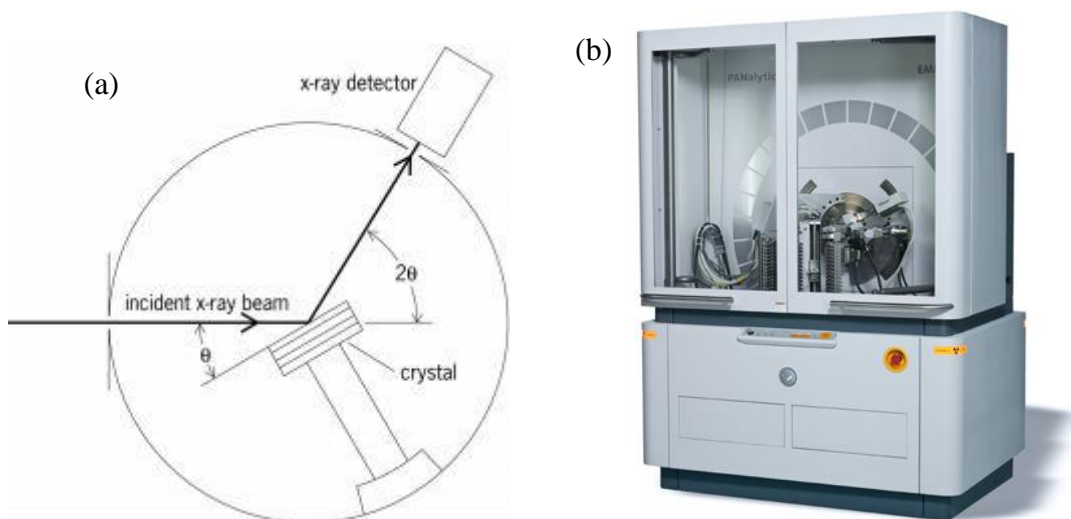 (a)
x-ray detector
2θ
incident x-ray beam
θ
crystal
(b)
PANalytic
EM